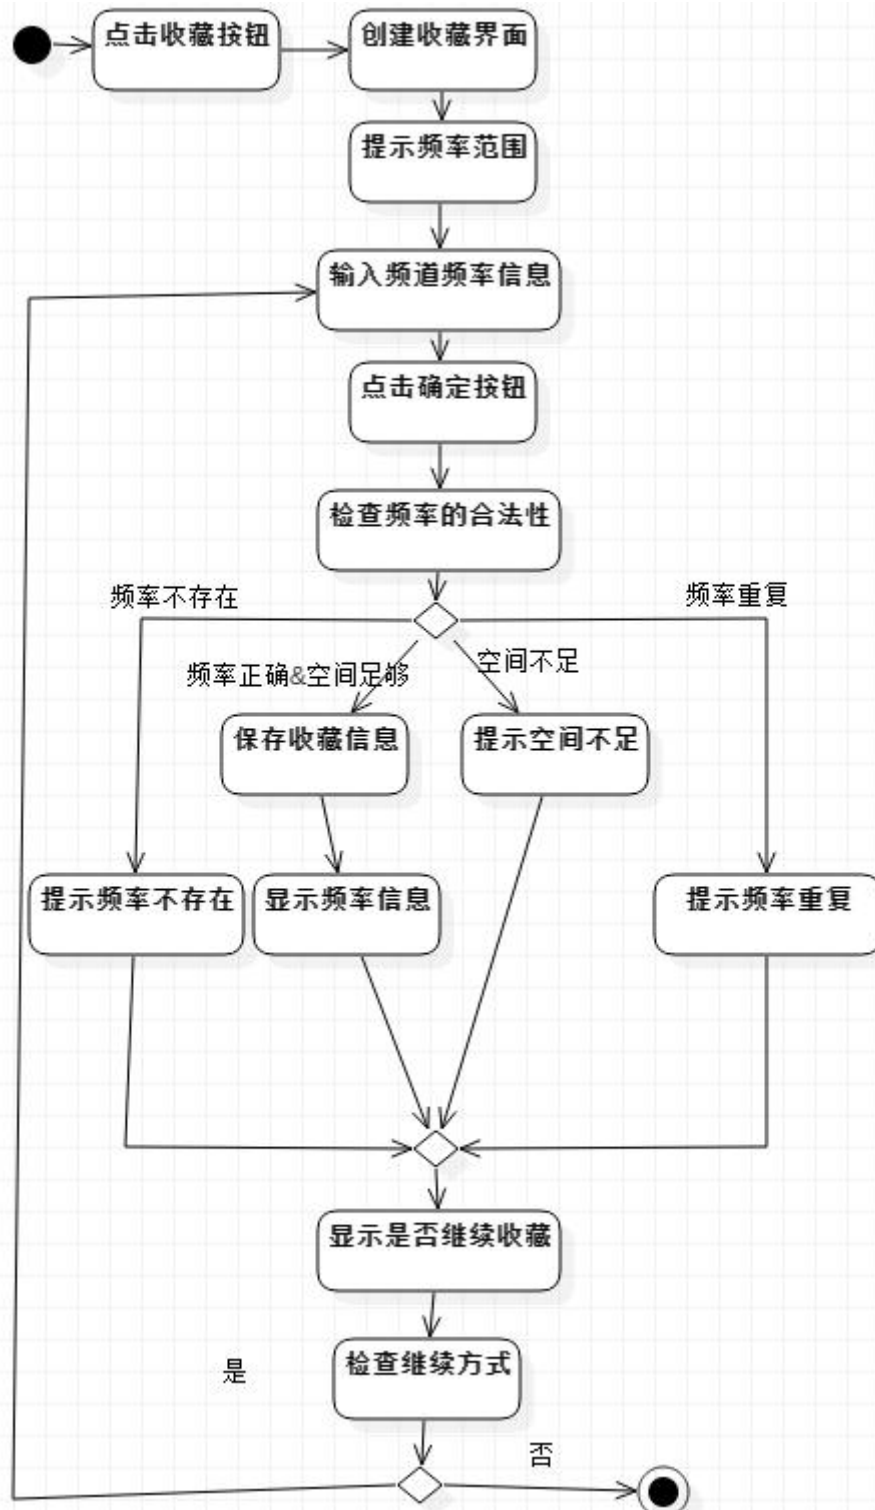 点击收藏按钮
创建收藏界面
提示频率范围
输入频道频率信息
点击确定按钮
检查频率的合法性
频率不存在
频率重复
频率正确&空间足够
空间不足
保存收藏信息
提示空间不足
提示频率不存在
显示频率信息
提示频率重复
显示是否继续收藏
检查继续方式
是
否